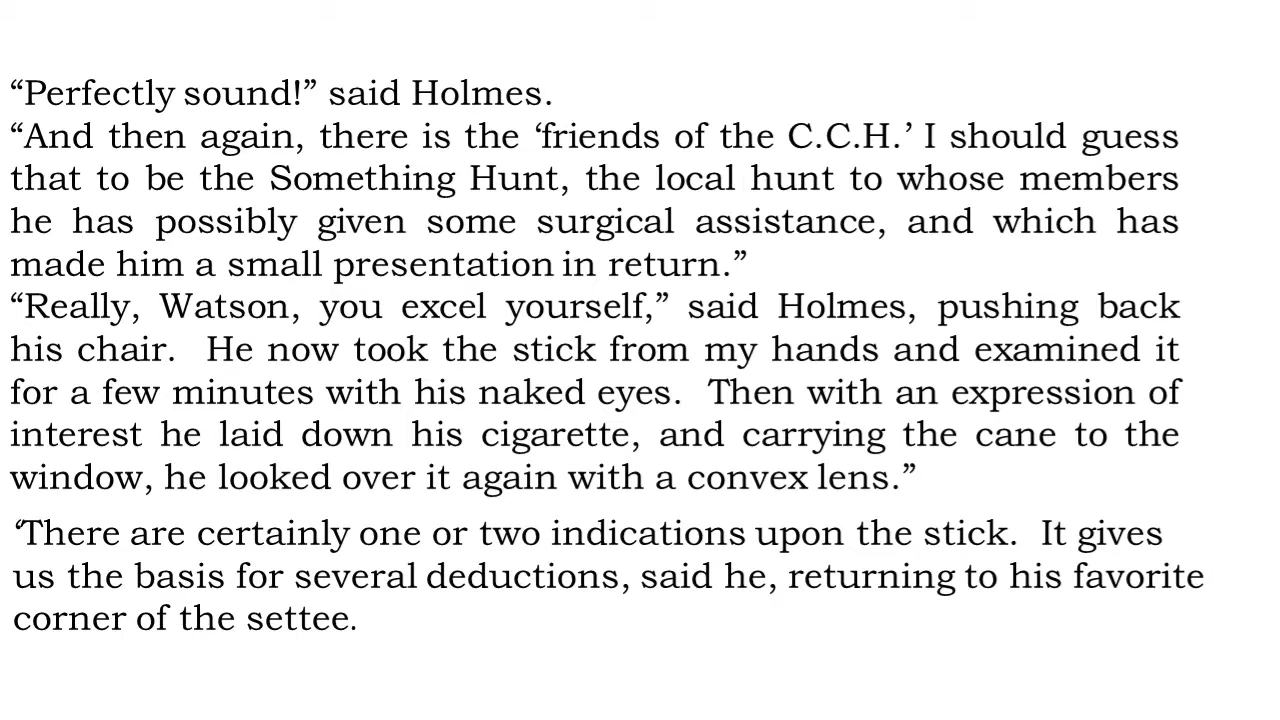 “Perfectly sound!” said Holmes.
“And then again, there is the ‘friends of the C.C.H.’ I should guess
that to be the Something Hunt, the local hunt to whose members
he has possibly given some surgical assistance, and which has
made him a small presentation in return.”
“Really, Watson, you excel yourself,” said Holmes, pushing back
his chair.  He now took the stick from my hands and examined it
for a few minutes with his naked eyes.  Then with an expression of
interest he laid down his cigarette, and carrying the cane to the
window, he looked over it again with a convex lens.”
‘There are certainly one or two indications upon the stick.  It gives
us the basis for several deductions, said he, returning to his favorite
corner of the settee.